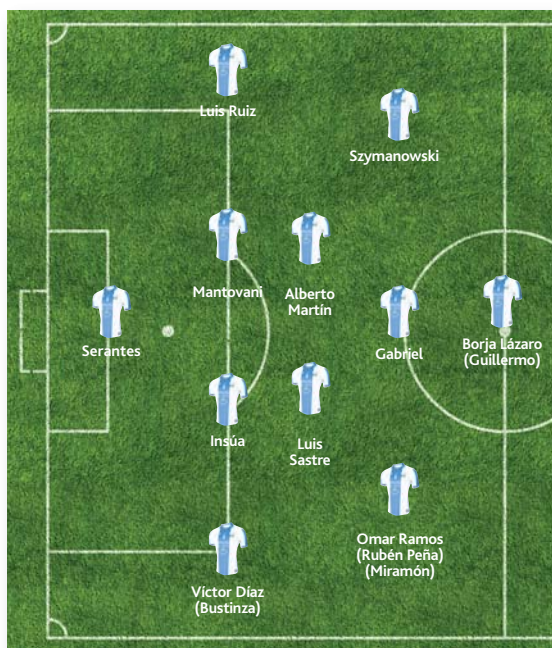 Luis Ruiz
Szymanowski
Mantovani
Alberto
Martín
Serantes
Gabriel
Borja Lázaro
(Guillermo)
Insúa
Luis
Sastre
Omar Ramos
(Rubén Peña)
(Miramón)
Víctor Díaz
(Bustinza)